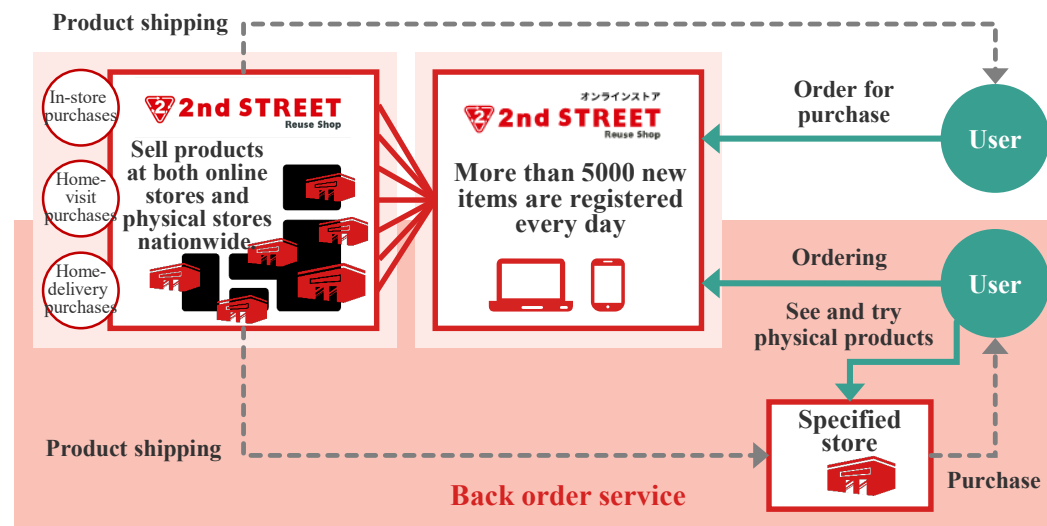 Product shipping
In-store
purchases
Home-
visit
purchases
Home-
delivery
purchases
2
2nd STREET
Reuse Shop
Sell products
at both online
stores and
physical stores
nationwide.
オンラインストア
2
2nd STREET
Reuse Shop
More than 5000 new
items are registered
every day
Order for
purchase
User
Ordering
User
See and try
physical products
Product shipping
Specified
store
Purchase
Back order service